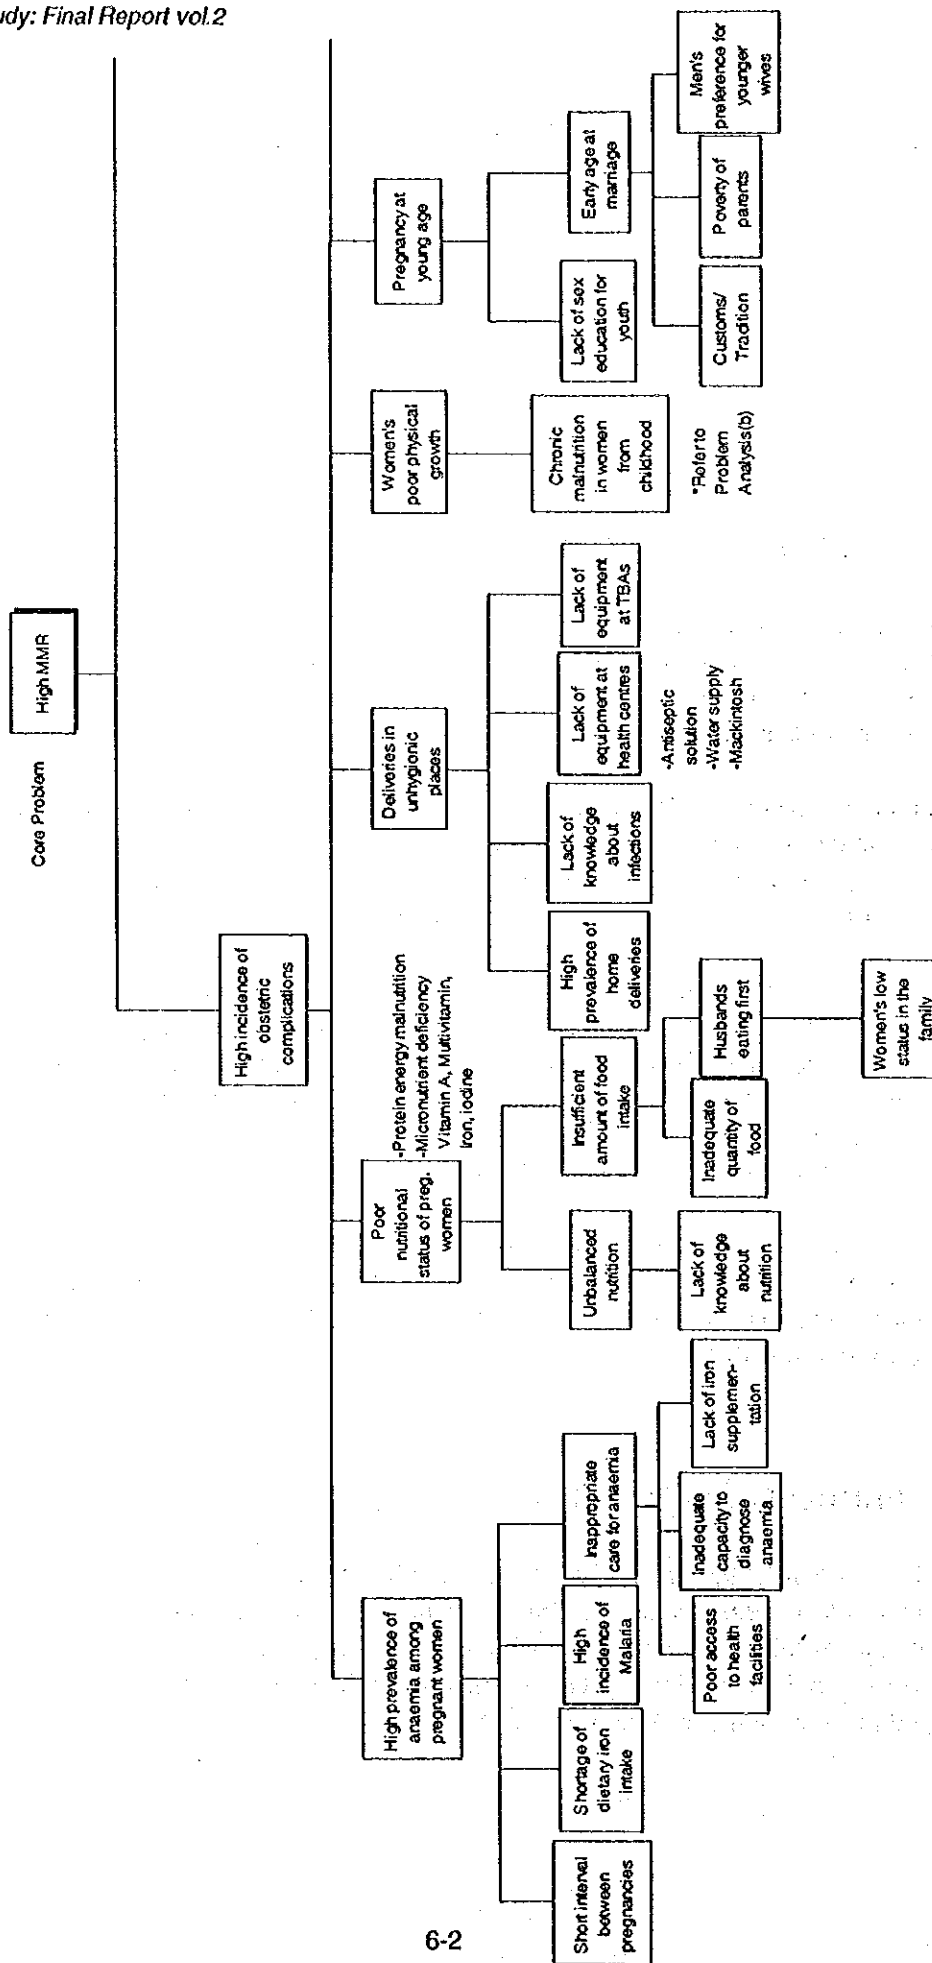 udy: Final Report vol.2
Core Problem
High MMR
High incidence of
obstetric
complications
High prevalence of
anaemia among
pregnant women
Poor
nutritional
status of preg.
women
-Protein energy malnutrition
-Micronutrient deficiency
Vitamin A, Multivitamin,
Iron, iodine
Deliveries in
unhygionic
places
Women's
poor physical
growth
Pregnancy at
young age
Short interval
between
pregnancies
Shortage of
dietary iron
intake
High
incidence of
Malaria
Inappropriate
care for anaemia
Unbalanced
nutrition
Insufficient
amount of food
intake
High
prevalence of
home
deliveries
Lack of
knowledge
about
infections
Lack of
equipment at
health centres
-Antiseptic
solution
-Water supply
-Mackintosh
Lack of
equipment
at TBAs
Chronic
malnutrition
in women
from
childhood
*Refer to
Problem
Analysis(b)
Lack of sex
education for
youth
Early age at
marriage
Poor access
to health
facilities
Inadequate
capacity to
diagnose
anaemia
Lack of iron
supplemen-
tation
Lack of
knowledge
about
nutrition
Inadequate
quantity of
food
Husbands
eating first
Women's low
status in the
family
Customs/
Tradition
Poverty of
parents
Men's
preference for
younger
wives
6-2